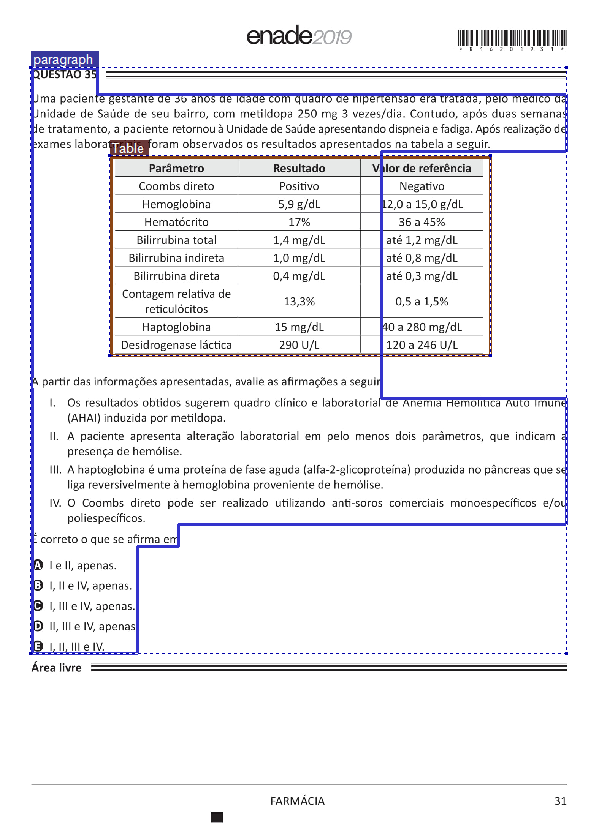 enade2019
paragraph
QUESTÃO 35
Uma paciente gestante de 36 anos de idade com quadro de hipertensão era tratada, pelo médico da
Unidade de Saúde de seu bairro, com metildopa 250 mg 3 vezes/dia. Contudo, após duas semanas
de tratamento, a paciente retornou à Unidade de Saúde apresentando dispneia e fadiga. Após realização de
exames foram observados os resultados apresentados na tabela a seguir.
Table
Parâmetro Resultado Valor de referência
Coombs direto Positivo Negativo
Hemoglobina 5,9 g/dL 12,0 a 15,0 g/dL
Hematócrito 17% 36 a 45%
Bilirrubina total 1,4 mg/dL até 1,2 mg/dL
Bilirrubina indireta 1,0 mg/dL até 0,8 mg/dL
Bilirrubina direta 0,4 mg/dL até 0,3 mg/dL
Contagem relativa de
reticulócitos 13,3% 0,5 a 1,5%
Haptoglobina 15 mg/dL 40 a 280 mg/dL
Desidrogenase láctica 290 U/L 120 a 246 U/L
A partir das informações apresentadas, avalie as afirmações a seguir
I. Os resultados obtidos sugerem quadro clínico e laboratorial de Anemia Hemolítica Auto Imune
(AHAI) induzida por metildopa.
II. A paciente apresenta alteração laboratorial em pelo menos dois parâmetros, que indicam a
presença de hemólise.
III. A haptoglobina é uma proteína de fase aguda (alfa-2-glicoproteína) produzida no pâncreas que se
liga reversivelmente à hemoglobina proveniente de hemólise.
IV. O Coombs direto pode ser realizado utilizando anti-soros comerciais monoespecíficos e/ou
poliespecíficos.
É correto o que se afirma em
A I e II, apenas.
B I, II e IV, apenas.
C I, III e IV, apenas.
D II, III e IV, apenas
E I, II, III e IV.
Área livre
FARMÁCIA 31